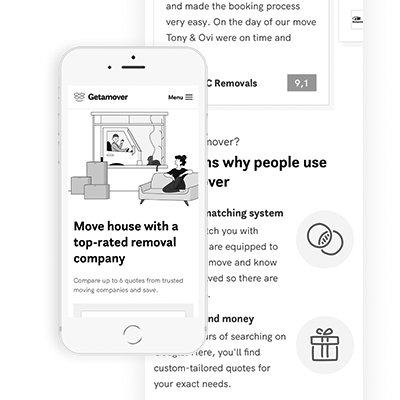 and made the booking process
very easy. On the day of our move
Tony & Ovi were on time and
C Removals
9,1
over?
ns why people use
over
matching system
tch you with
are equipped to
move and know
ved so there are
nd money
urs of searching on
ere, you'll find
custom-tailored quotes for
your exact needs.
Getamover
Menu
Move house with a
top-rated removal
company
Compare up to 6 quotes from trusted
moving companies and save.